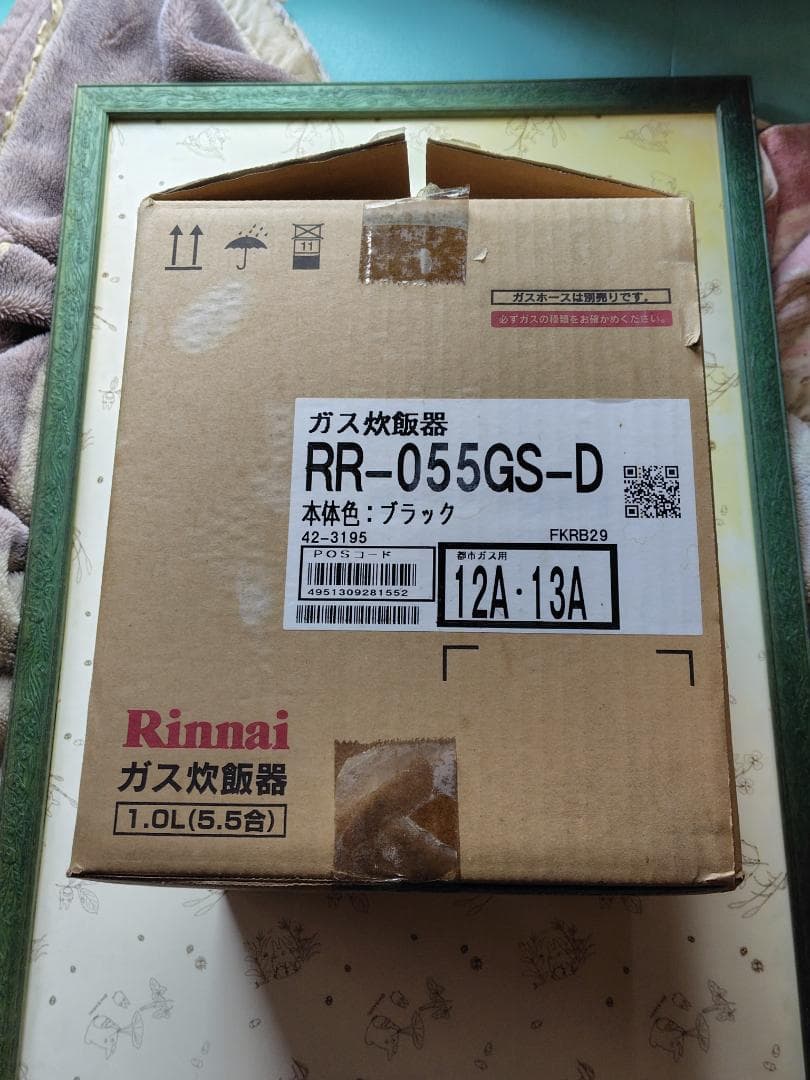 11
ガスホースは別売りです。
必ずガスの種類をお確かめください。
ガス炊飯器
RR-055GS-D
本体色：ブラック
42-3195
FKRB29
POSコード
4951309281552
都市ガス用
12A・13A
Rinnai
ガス炊飯器
1.0L(5.5合)